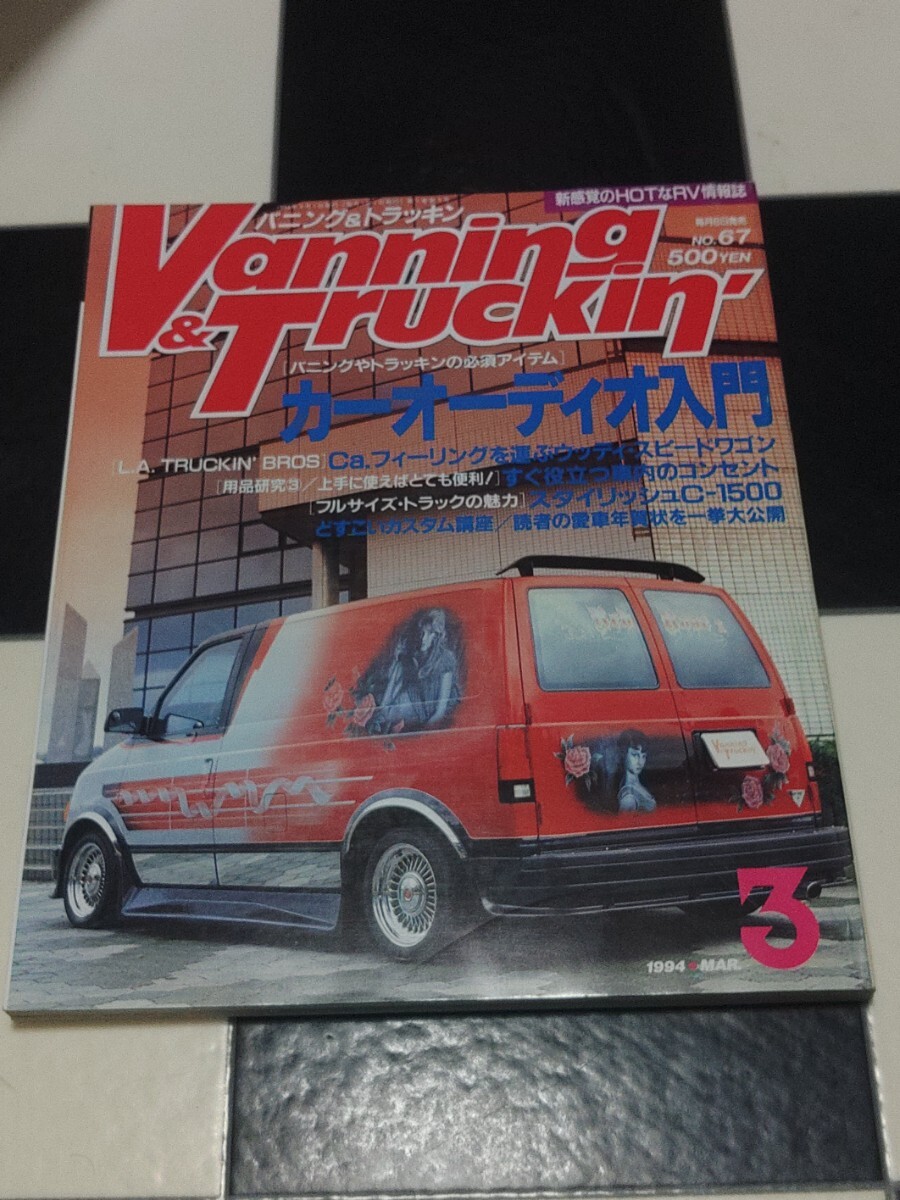 新感覚のHOTなRV情報誌
バニング&トラッキン
毎月8日発売
NO.67
500YEN
Vanning
& Truckin'
[バニングやトラッキンの必須アイテム]
カーオーディオ入門
[L.A. TRUCKIN' BROS] Ca.フィーリングを運ぶウッディ・スピードワゴン
[用品研究3/上手に使えばとても便利!] すぐ役立つ車内のコンセント
[フルサイズ・トラックの魅力] スタイリッシュC-1500
どすこいカスタム講座/読者の愛車年賀状を一挙大公開
Vanning
Truckin'
3
1994 MAR.